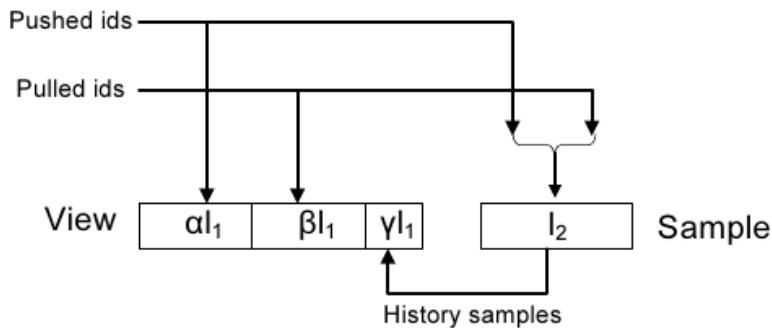 Pushed ids
Pulled ids
View αl₁ βl₁ γl₁ l₂ Sample
History samples